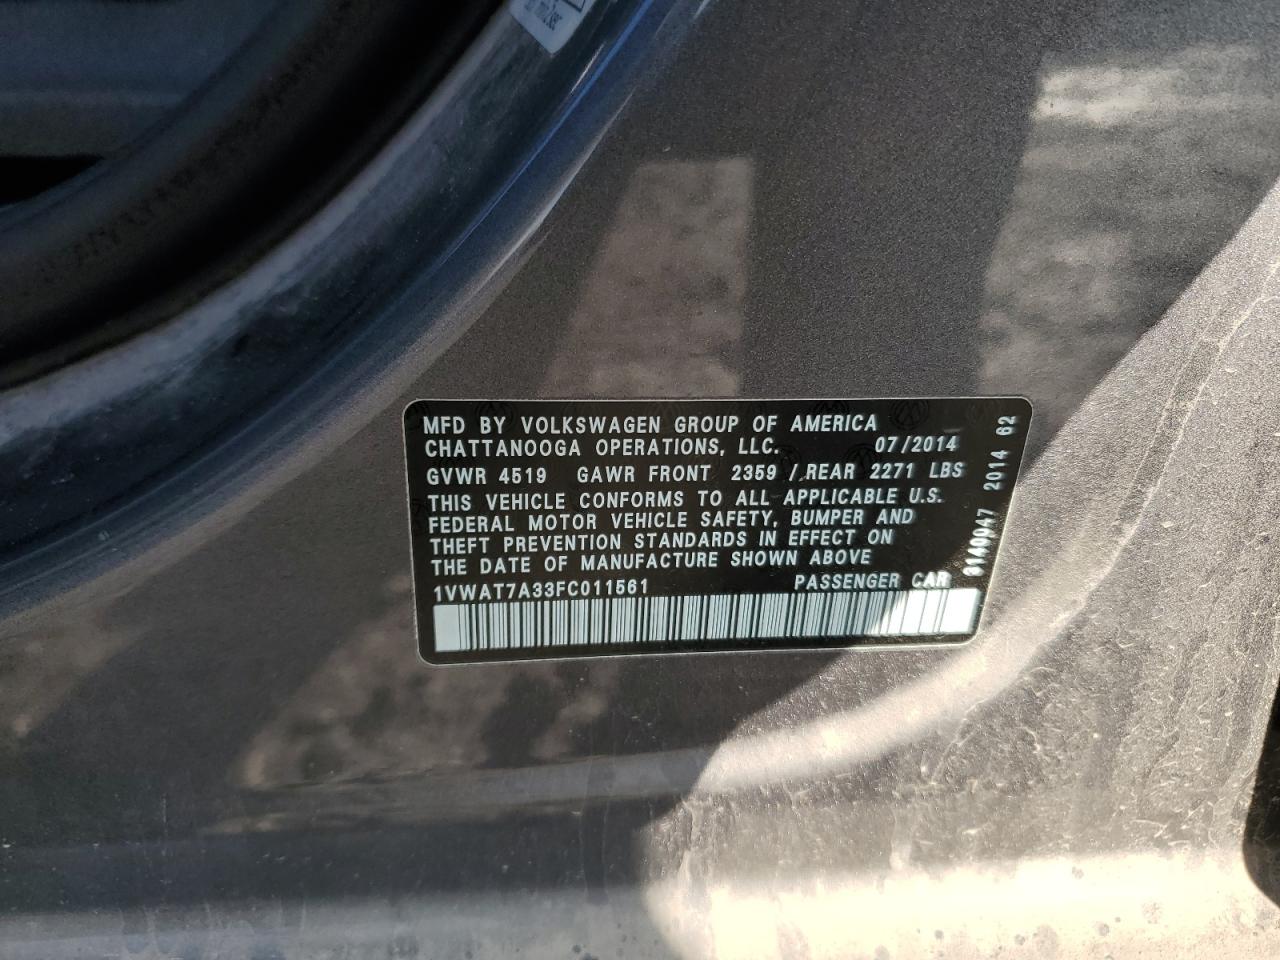 MFD BY VOLKSWAGEN GROUP OF AMERICA
CHATTANOOGA OPERATIONS, LLC. 07/2014
GVWR 4519 GAWR FRONT 2359 / REAR 2271 LBS
THIS VEHICLE CONFORMS TO ALL APPLICABLE U.S.
FEDERAL MOTOR VEHICLE SAFETY, BUMPER AND
THEFT PREVENTION STANDARDS IN EFFECT ON
THE DATE OF MANUFACTURE SHOWN ABOVE
1VWAT7A33FC011561 PASSENGER CAR
3140047 2014 62